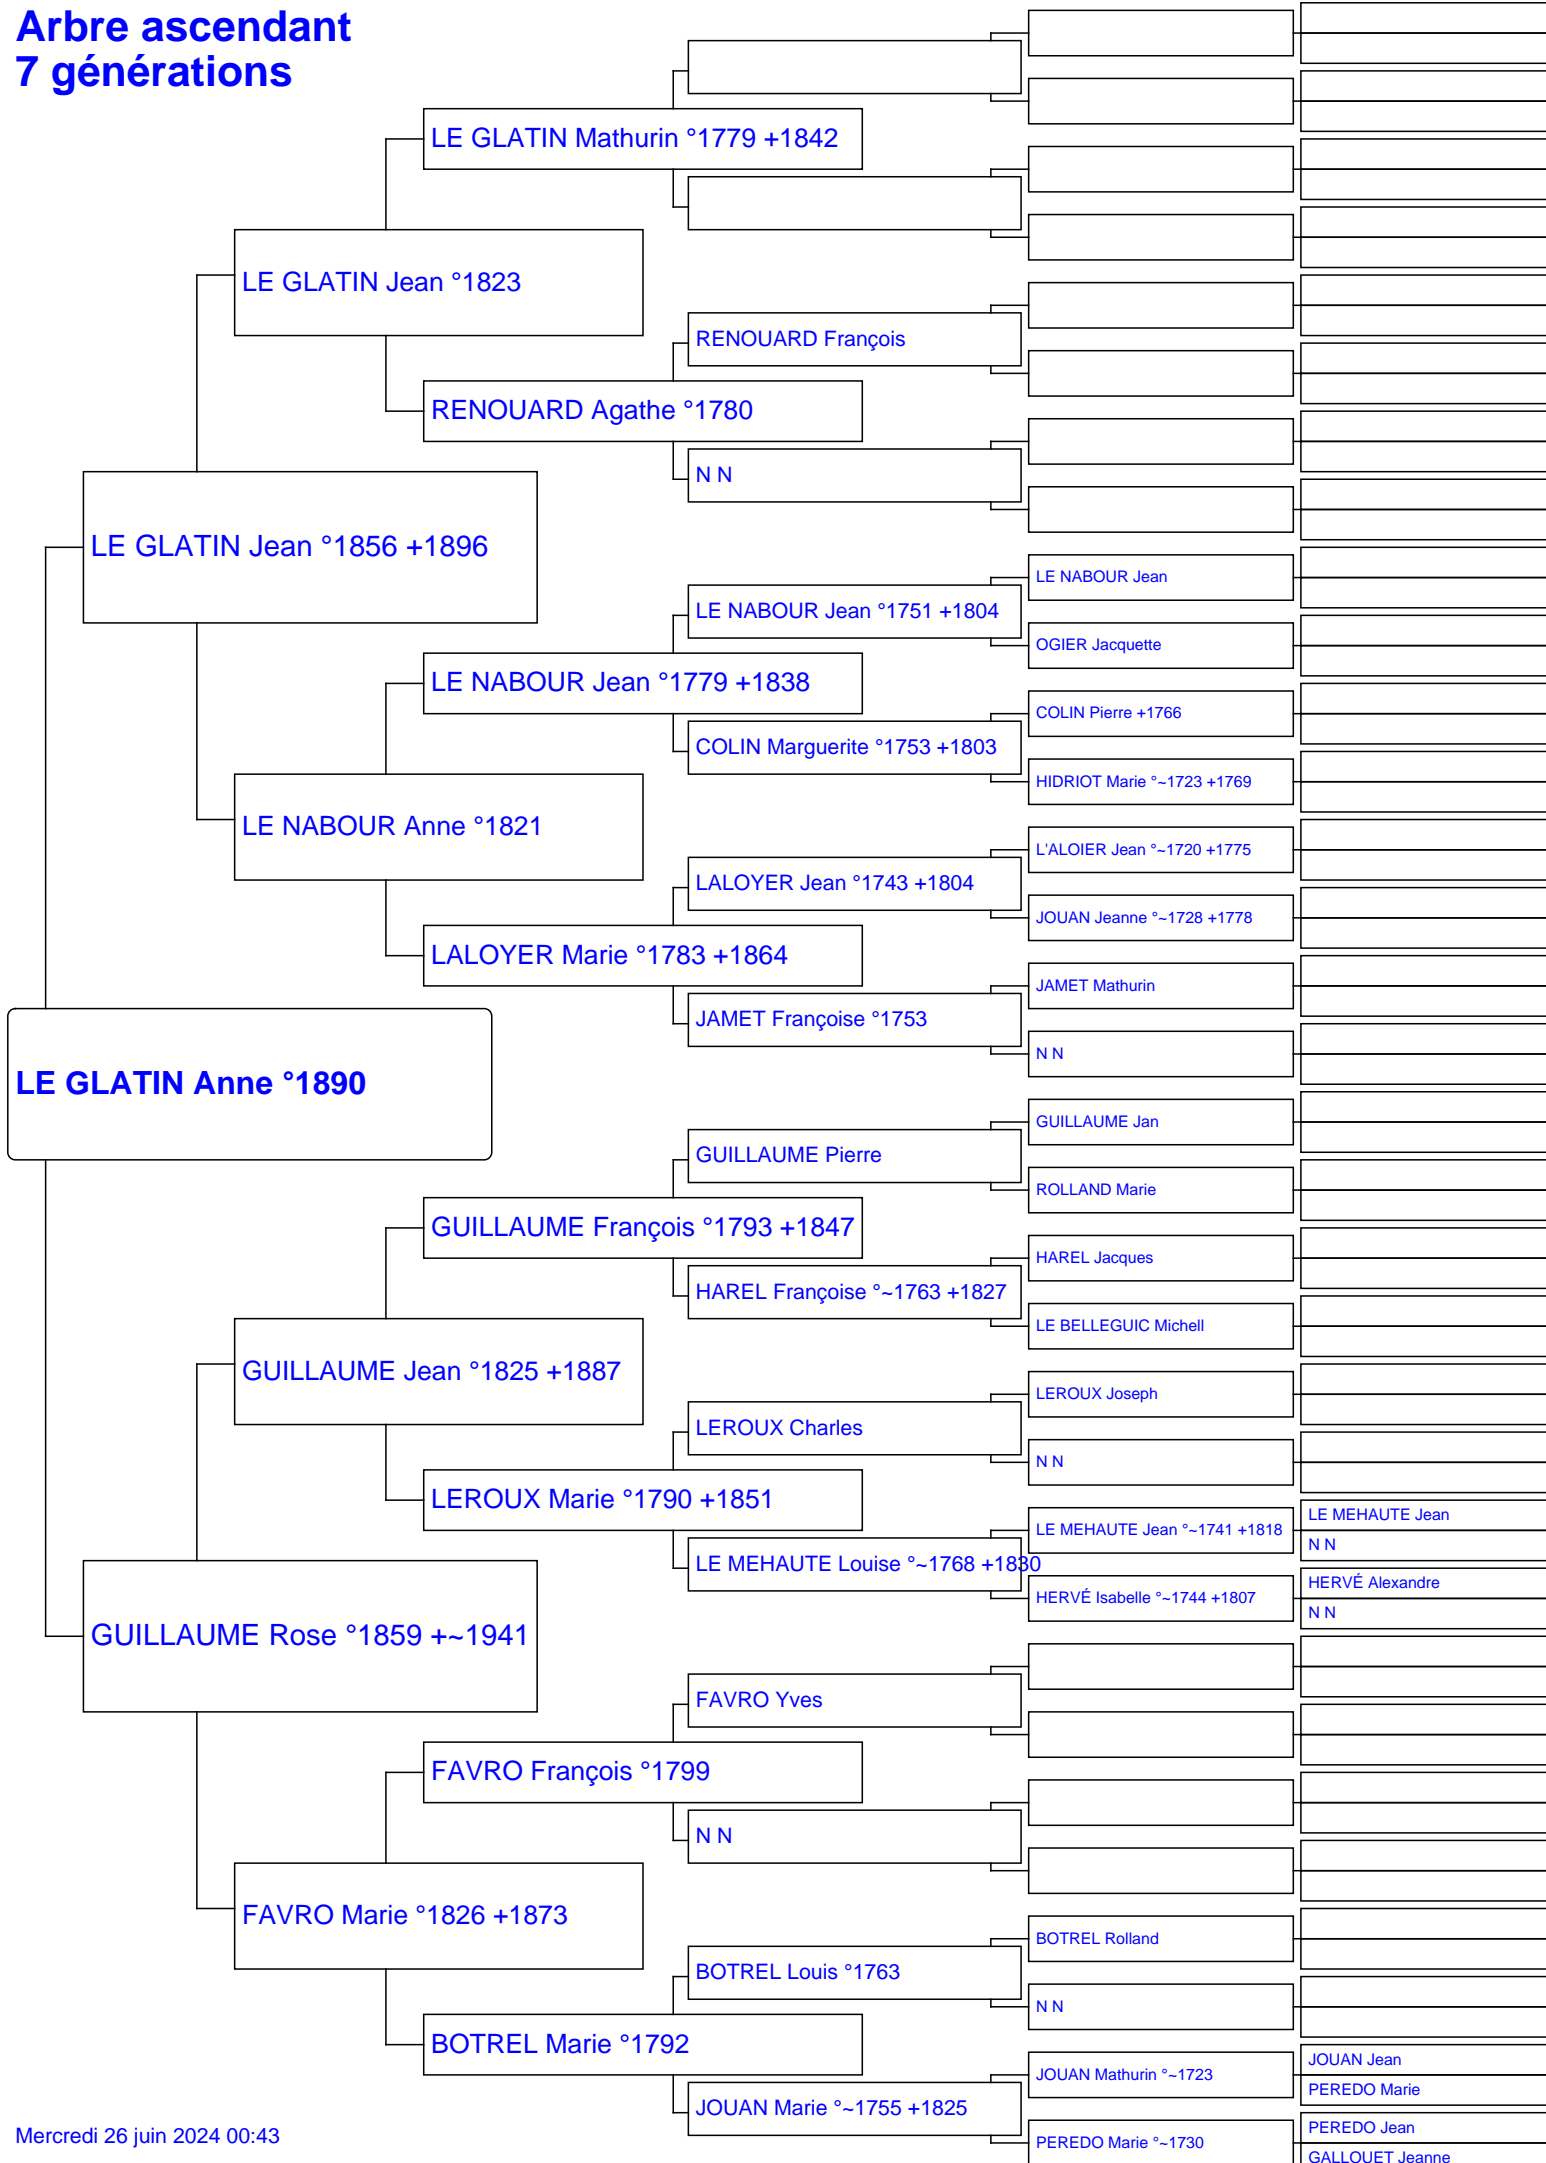 Arbre ascendant
7 générations
LE GLATIN Mathurin °1779 +1842
LE GLATIN Jean °1823
RENOUARD François
RENOUARD Agathe °1780
N N
LE GLATIN Jean °1856 +1896
LE NABOUR Jean
LE NABOUR Jean °1751 +1804
OGIER Jacquette
LE NABOUR Jean °1779 +1838
COLIN Pierre +1766
COLIN Marguerite °1753 +1803
HIDRIOT Marie °~1723 +1769
LE NABOUR Anne °1821
L'ALOIER Jean °~1720 +1775
LALOYER Jean °1743 +1804
JOUAN Jeanne °~1728 +1778
LALOYER Marie °1783 +1864
JAMET Mathurin
JAMET Françoise °1753
N N
LE GLATIN Anne °1890
GUILLAUME Jan
GUILLAUME Pierre
ROLLAND Marie
GUILLAUME François °1793 +1847
HAREL Jacques
HAREL Françoise °~1763 +1827
LE BELLEGUIC Michell
GUILLAUME Jean °1825 +1887
LEROUX Joseph
LEROUX Charles
N N
LEROUX Marie °1790 +1851
LE MEHAUTE Jean
LE MEHAUTE Jean °~1741 +1818
N N
LE MEHAUTE Louise °~1768 +1830
HERVÉ Alexandre
HERVÉ Isabelle °~1744 +1807
N N
GUILLAUME Rose °1859 +~1941
FAVRO Yves
FAVRO François °1799
N N
FAVRO Marie °1826 +1873
BOTREL Rolland
BOTREL Louis °1763
N N
BOTREL Marie °1792
JOUAN Jean
JOUAN Mathurin °~1723
PEREDO Marie
JOUAN Marie °~1755 +1825
PEREDO Jean
PEREDO Marie °~1730
GALLOUET Jeanne
Mercredi 26 juin 2024 00:43